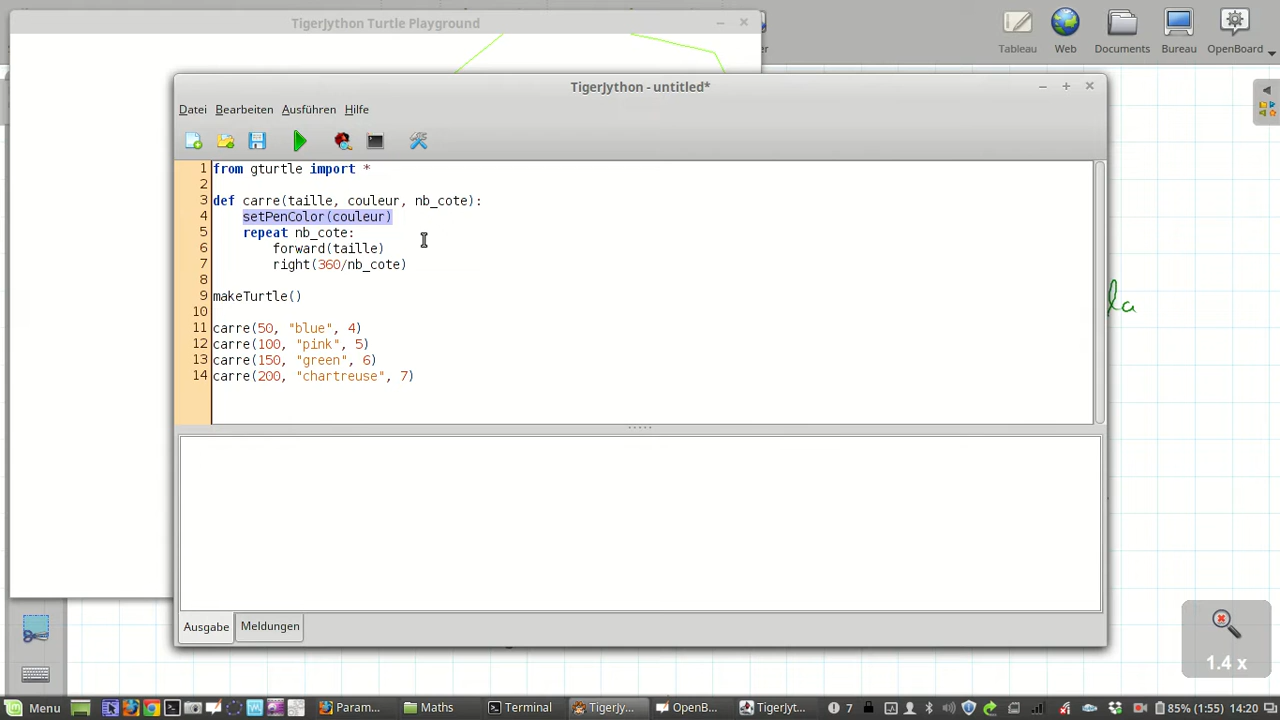 TigerJython Turtle Playground
Tableau
Web
Documents
Bureau
OpenBoard
TigerJython - untitled*
Datei Bearbeiten Ausführen Hilfe
1 from gturtle import *
2
3 def carre(taille, couleur, nb_cote):
4 setPenColor(couleur)
5 repeat nb_cote:
6 forward(taille)
7 right(360/nb_cote)
8
9 makeTurtle()
10
11 carre(50, "blue", 4)
12 carre(100, "pink", 5)
13 carre(150, "green", 6)
14 carre(200, "chartreuse", 7)
la
Ausgabe Meldungen
1.4 x
Menu
Param...
Maths
Terminal
TigerJy...
OpenB...
TigerJyt...
7
85% (1:55) 14:20